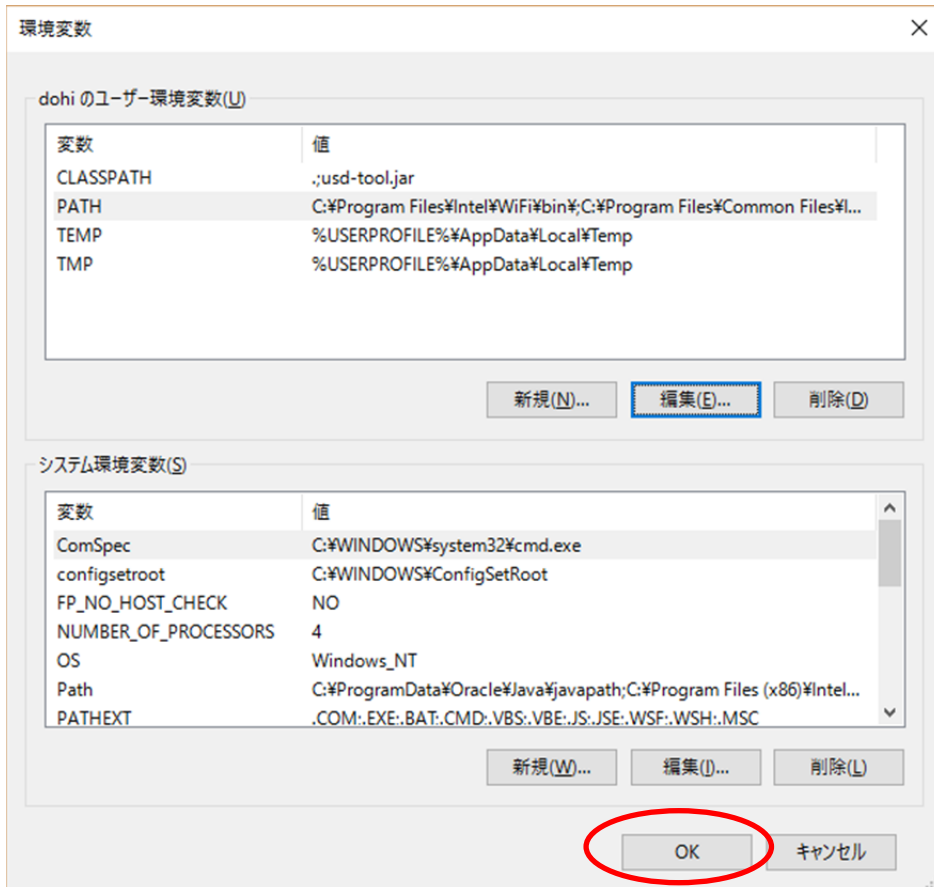 環境変数
dohi のユーザー環境変数(U)
変数 値
CLASSPATH .;usd-tool.jar
PATH C:¥Program Files¥Intel¥WiFi¥bin¥;C:¥Program Files¥Common Files¥I...
TEMP %USERPROFILE%¥AppData¥Local¥Temp
TMP %USERPROFILE%¥AppData¥Local¥Temp
新規(N)... 編集(E)... 削除(D)
システム環境変数(S)
変数 値
ComSpec C:¥WINDOWS¥system32¥cmd.exe
configsetroot C:¥WINDOWS¥ConfigSetRoot
FP_NO_HOST_CHECK NO
NUMBER_OF_PROCESSORS 4
OS Windows_NT
Path C:¥ProgramData¥Oracle¥Java¥javapath;C:¥Program Files (x86)¥Intel...
PATHEXT .COM;.EXE;.BAT;.CMD;.VBS;.VBE;.JS;.JSE;.WSF;.WSH;.MSC
新規(W)... 編集(I)... 削除(L)
OK キャンセル